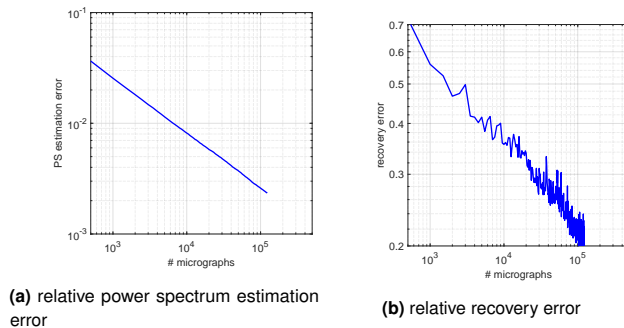 10^-1
10^-2
10^-3
PS estimation error
10^3
10^4
10^5
# micrographs
(a) relative power spectrum estimation
error
0.7
0.6
0.5
0.4
0.3
0.2
recovery error
10^3
10^4
10^5
# micrographs
(b) relative recovery error